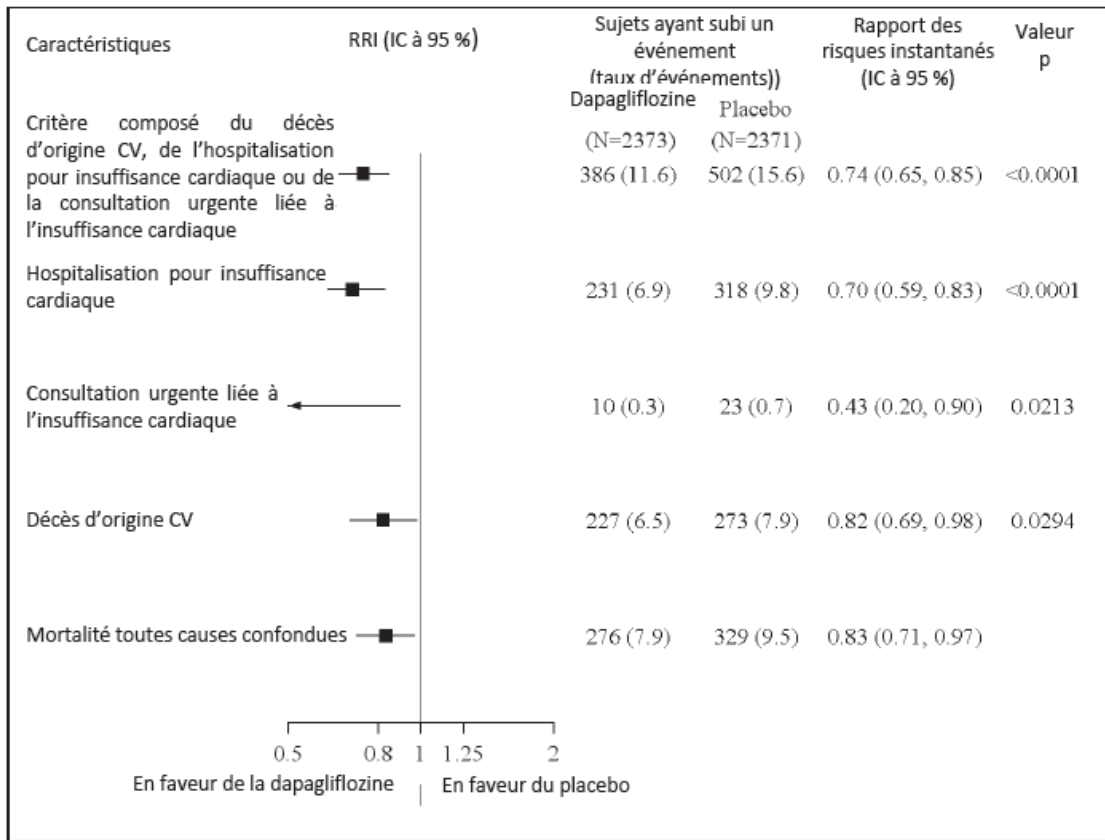 Caractéristiques
RRI (IC à 95 %)
Sujets ayant subi un
événement
(taux d'événements))
Rapport des
risques instantanés
(IC à 95 %)
Valeur
p
Dapagliflozine
Placebo
(N=2373)
(N=2371)
Critère composé du décès
d'origine CV, de l'hospitalisation
pour insuffisance cardiaque ou de
la consultation urgente liée à
l'insuffisance cardiaque
386 (11.6) 502 (15.6) 0.74 (0.65, 0.85) <0.0001
Hospitalisation pour insuffisance
cardiaque
231 (6.9) 318 (9.8) 0.70 (0.59, 0.83) <0.0001
Consultation urgente liée à
l'insuffisance cardiaque
10 (0.3) 23 (0.7) 0.43 (0.20, 0.90) 0.0213
Décès d'origine CV 227 (6.5) 273 (7.9) 0.82 (0.69, 0.98) 0.0294
Mortalité toutes causes confondues 276 (7.9) 329 (9.5) 0.83 (0.71, 0.97)
0.5 0.8 1 1.25 2
En faveur de la dapagliflozine En faveur du placebo